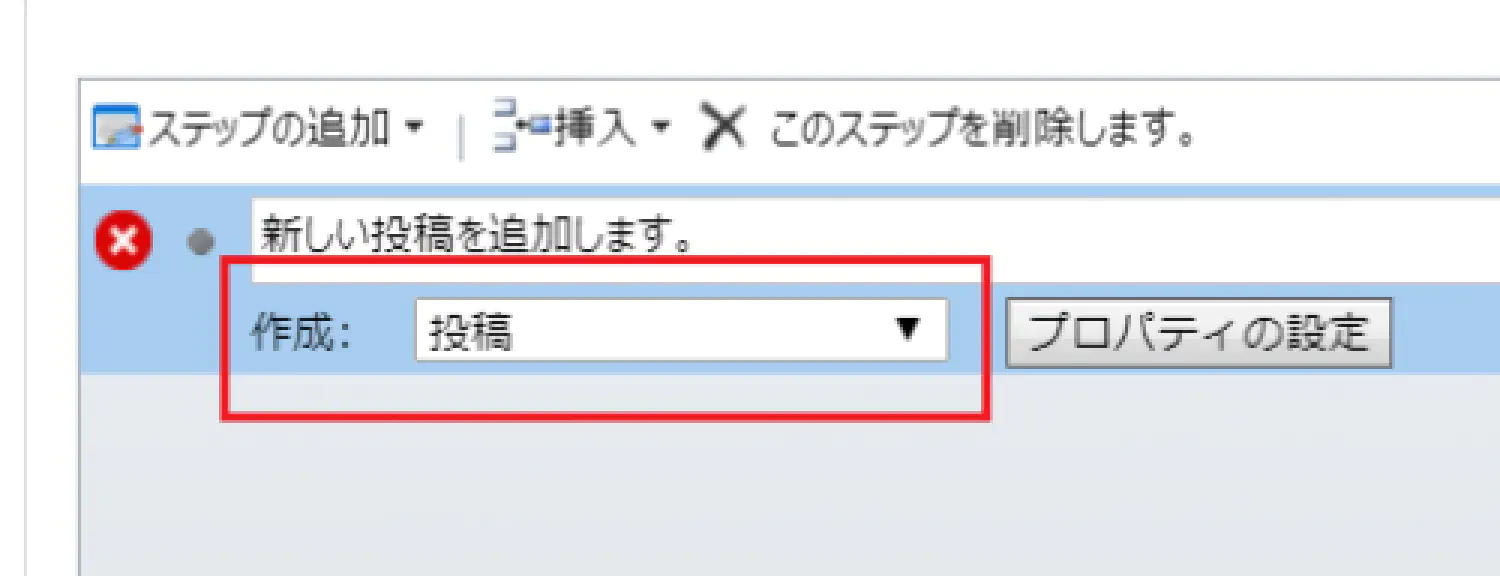 ステップの追加 | 挿入 このステップを削除します。
新しい投稿を追加します。
作成: 投稿 プロパティの設定